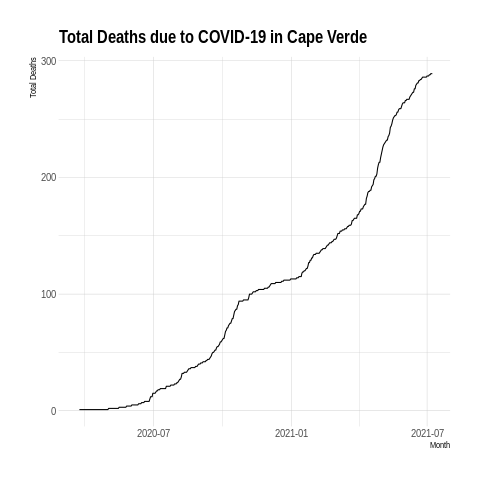 Total Deaths due to COVID-19 in Cape Verde
Total Deaths
300
200
100
0
2020-07
2021-01
2021-07
Month